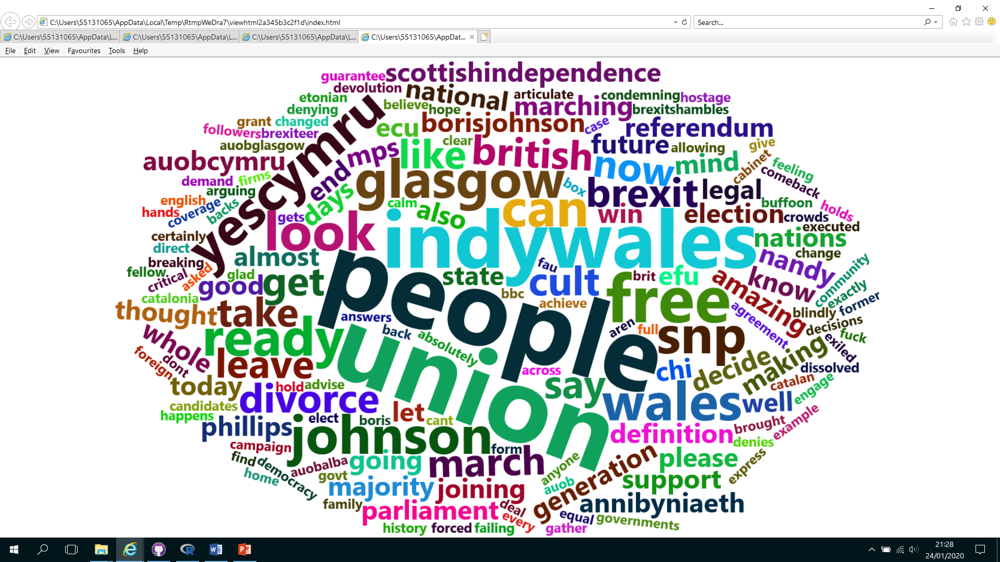 C:\Users\55131065\AppData\Local\Temp\RtmpWeDra7\viewhtml2a345b3c2f1d\index.html
Search...
C:\Users\55131065\AppData\L...
C:\Users\55131065\AppData\L...
C:\Users\55131065\AppData\L...
C:\Users\55131065\AppDat...
File Edit View Favourites Tools Help
guarantee
scottishindependence
devolution
national
articulate
condemning
hostage
etonian
believe
hope
marching
brexitshambles
denying
grant
changed
ecu
borisjohnson
case
referendum
followers
brexiteer
yescymru
auobglasgow
mps
like
clear
british
future
allowing
give
auobcymru
end
glasgow
now
mind
cabinet
feeling
comeback
demand
firms
arguing
days
box
brexit
legal
buffoon
english
coverage
backs
calm
also
can
win
election
holds
hands
gets
look
indywales
crowds
executed
certainly
nations
direct
almost
change
breaking
people
fau
nandy
community
fellow
critical
asked
glad
good
get
state
cult
brit
efu
amazing
know
exactly
catalonia
bbc
achieve
free
former
thought
take
answers
agreement
blindly
decisions
whole
ready
back
absolutely
aren
full
snp
exiled
fuck
foreign
dont
leave
union
across
chi
decide
making
dissolved
today
hold
advise
say
catalan
engage
candidates
divorce
wales
well
happens
elect
boris
let
cant
brought
example
phillips
johnson
definition
denies
campaign
form
find
democracy
auobalba
going
march
anyone
generation
please
express
home
govt
auob
support
majority
joining
family
parliament
deal
every
equal
annibyniaeth
governments
history
forced
failing
gather
21:28
24/01/2020